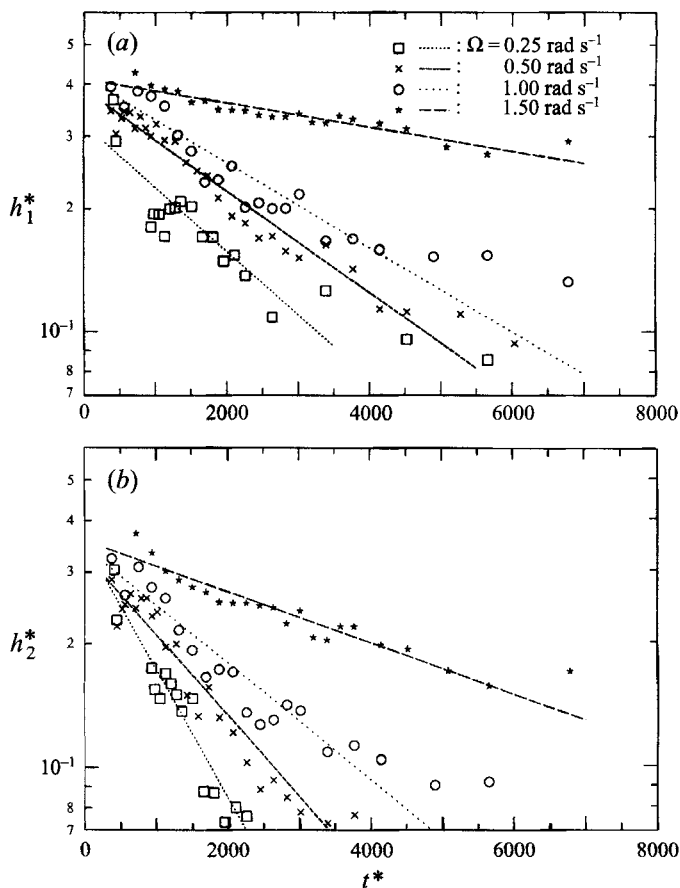 (a)
□ ········ : Ω = 0.25 rad s⁻¹
× ——— : 0.50 rad s⁻¹
○ · · · · : 1.00 rad s⁻¹
★ — — : 1.50 rad s⁻¹
5
4
3
h₁*
2
10⁻¹
8
7
0 2000 4000 6000 8000
(b)
5
4
3
h₂*
2
10⁻¹
8
7
0 2000 4000 6000 8000
t*